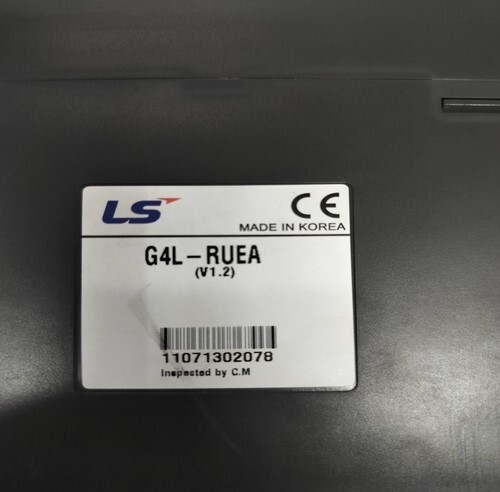 LS CE
MADE IN KOREA
G4L-RUEA
(V1.2)
11071302078
Inspected by C.M